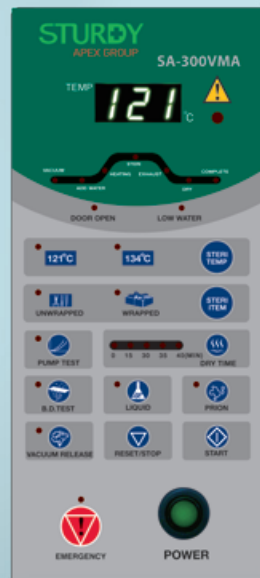 STURDY
APEX GROUP
SA-300VMA
TEMP
121
°C
STERI
VACUUM HEATING EXHAUST COMPLETE
ADD WATER DRY
DOOR OPEN LOW WATER
121°C 134°C STERI TEMP
UNWRAPPED WRAPPED STERI ITEM
PUMP TEST 0 15 30 35 40(MIN) DRY TIME
B.D.TEST LIQUID PRION
VACUUM RELEASE RESET/STOP START
EMERGENCY POWER